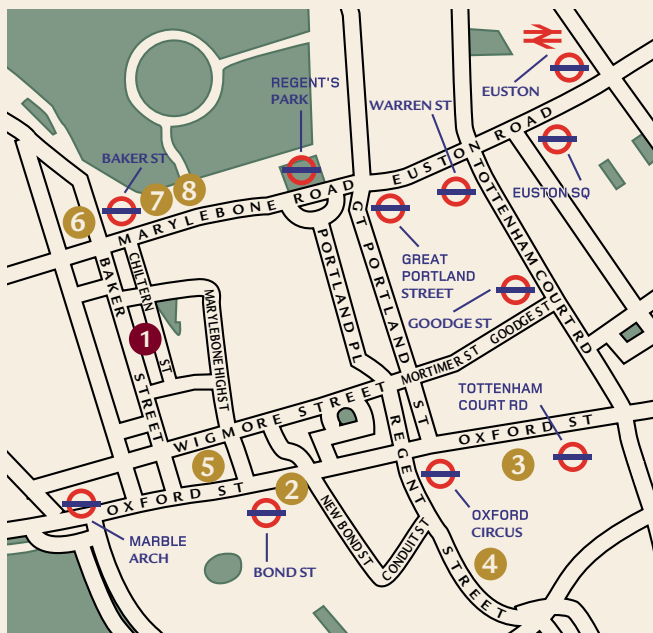 EUSTON
REGENT'S
PARK
WARREN ST
EUSTON ROAD
BAKER ST
EUSTON SQ
7
8
6
MARYLEBONE ROAD
TOTTENHAM COURT RD
GT PORTLAND ST
PORTLAND PL
GREAT
PORTLAND
STREET
BAKER STREET
CHILTERN ST
MARYLEBONE HIGH ST
GOODGE ST
GOODGE ST
1
MORTIMER ST
TOTTENHAM
COURT RD
WIGMORE STREET
OXFORD ST
REGENT STREET
5
3
2
OXFORD ST
NEW BOND ST
CONDUIT ST
OXFORD
CIRCUS
MARBLE
ARCH
BOND ST
4